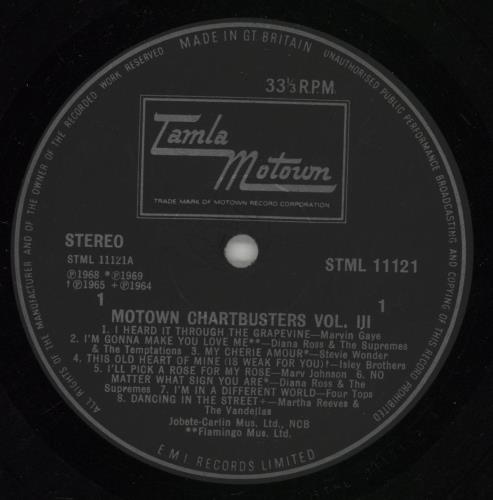 MADE IN GT BRITAIN
UNAUTHORISED PUBLIC PERFORMANCE BROADCASTING AND COPYING OF THIS RECORD PROHIBITED
ALL RIGHTS OF THE MANUFACTURER AND OF THE OWNER OF THE RECORDED WORK RESERVED
33⅓ R.P.M.
Tamla
Motown
TRADE MARK OF MOTOWN RECORD CORPORATION
STEREO
STML 11121A
℗1968 *℗1969
†℗1965 +℗1964
1
STML 11121
1
MOTOWN CHARTBUSTERS VOL. III
1. I HEARD IT THROUGH THE GRAPEVINE—Marvin Gaye
2. I'M GONNA MAKE YOU LOVE ME**—Diana Ross & The Supremes
& The Temptations 3. MY CHERIE AMOUR*—Stevie Wonder
4. THIS OLD HEART OF MINE (IS WEAK FOR YOU)†—Isley Brothers
5. I'LL PICK A ROSE FOR MY ROSE—Marv Johnson 6. NO
MATTER WHAT SIGN YOU ARE*—Diana Ross & The
Supremes 7. I'M IN A DIFFERENT WORLD—Four Tops
8. DANCING IN THE STREET+—Martha Reeves &
The Vandellas
Jobete-Carlin Mus. Ltd., NCB
**Flamingo Mus. Ltd.
EMI RECORDS LIMITED